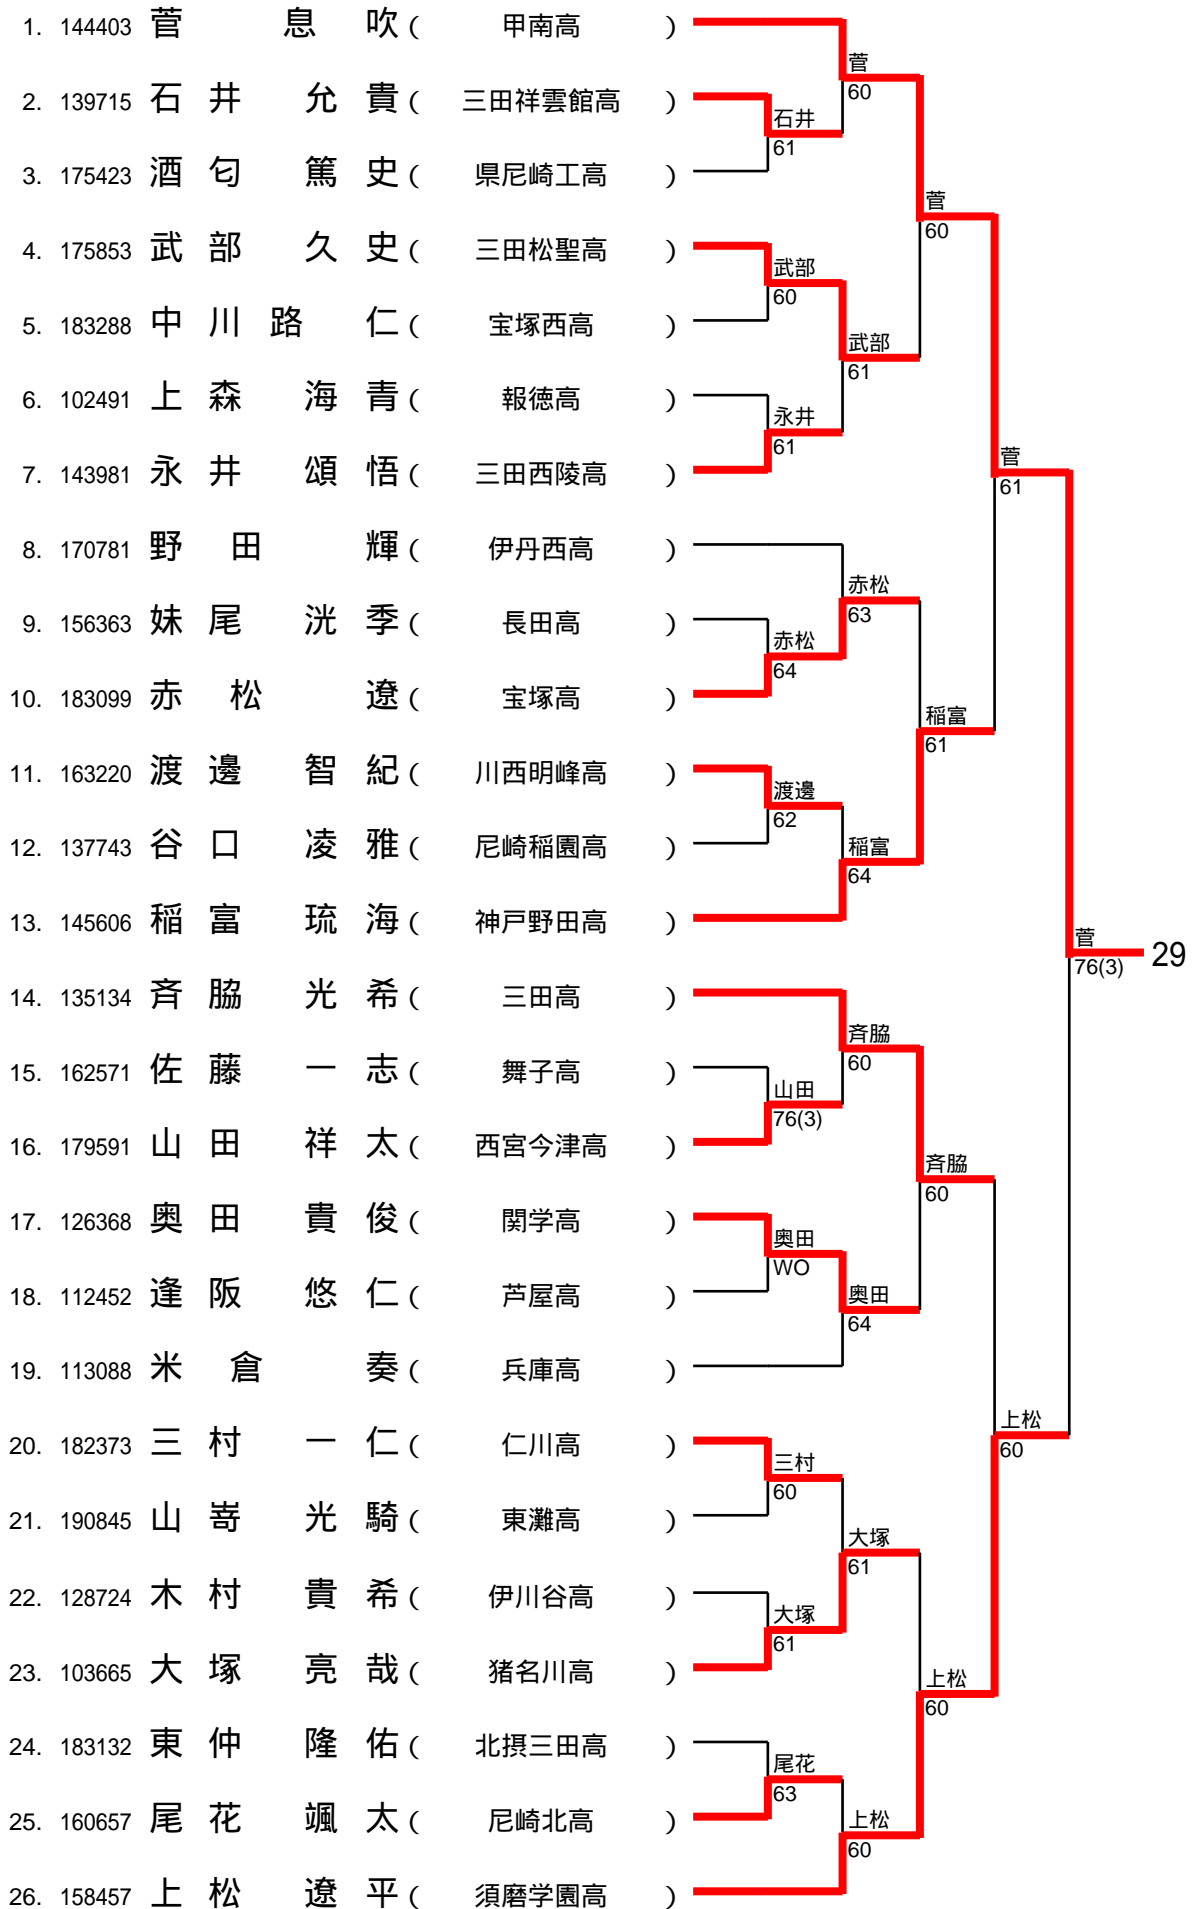 1. 144403 菅 息 吹 ( 甲南高 )
菅
60
2. 139715 石 井 允 貴 ( 三田祥雲館高 )
石井
61
3. 175423 酒 匂 篤 史 ( 県尼崎工高 )
菅
60
4. 175853 武 部 久 史 ( 三田松聖高 )
武部
60
5. 183288 中 川 路 仁 ( 宝塚西高 )
武部
61
6. 102491 上 森 海 青 ( 報徳高 )
永井
61
7. 143981 永 井 頌 悟 ( 三田西陵高 )
菅
61
8. 170781 野 田 輝 ( 伊丹西高 )
赤松
63
9. 156363 妹 尾 洸 季 ( 長田高 )
赤松
64
10. 183099 赤 松 遼 ( 宝塚高 )
稲富
61
11. 163220 渡 邊 智 紀 ( 川西明峰高 )
渡邊
62
12. 137743 谷 口 凌 雅 ( 尼崎稲園高 )
稲富
64
13. 145606 稲 富 琉 海 ( 神戸野田高 )
菅
76(3)
29
14. 135134 斉 脇 光 希 ( 三田高 )
斉脇
60
15. 162571 佐 藤 一 志 ( 舞子高 )
山田
76(3)
16. 179591 山 田 祥 太 ( 西宮今津高 )
斉脇
60
17. 126368 奥 田 貴 俊 ( 関学高 )
奥田
WO
18. 112452 逢 阪 悠 仁 ( 芦屋高 )
奥田
64
19. 113088 米 倉 奏 ( 兵庫高 )
上松
60
20. 182373 三 村 一 仁 ( 仁川高 )
三村
60
21. 190845 山 嵜 光 騎 ( 東灘高 )
大塚
61
22. 128724 木 村 貴 希 ( 伊川谷高 )
大塚
61
23. 103665 大 塚 亮 哉 ( 猪名川高 )
上松
60
24. 183132 東 仲 隆 佑 ( 北摂三田高 )
尾花
63
25. 160657 尾 花 颯 太 ( 尼崎北高 )
上松
60
26. 158457 上 松 遼 平 ( 須磨学園高 )